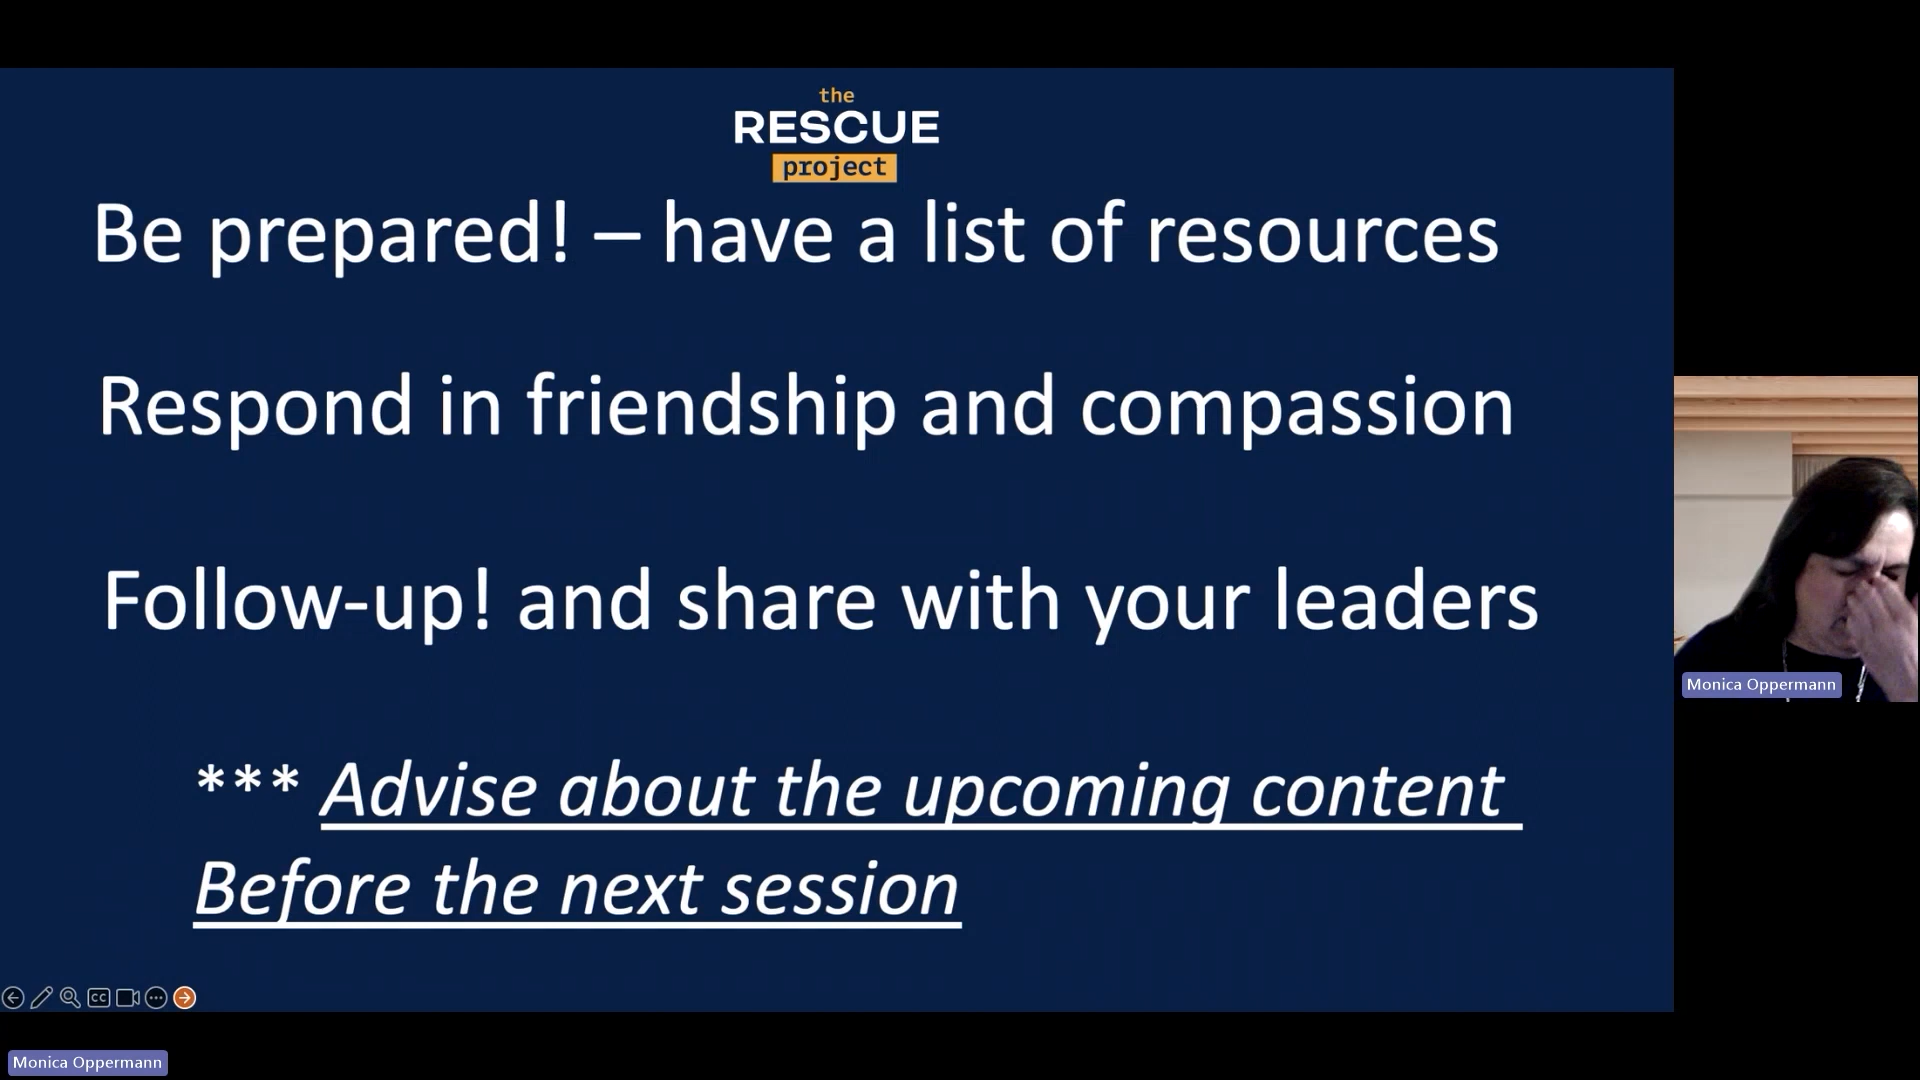 the
RESCUE
project
Be prepared! – have a list of resources
Respond in friendship and compassion
Follow-up! and share with your leaders
*** Advise about the upcoming content
Before the next session
CC
Monica Oppermann
Monica Oppermann